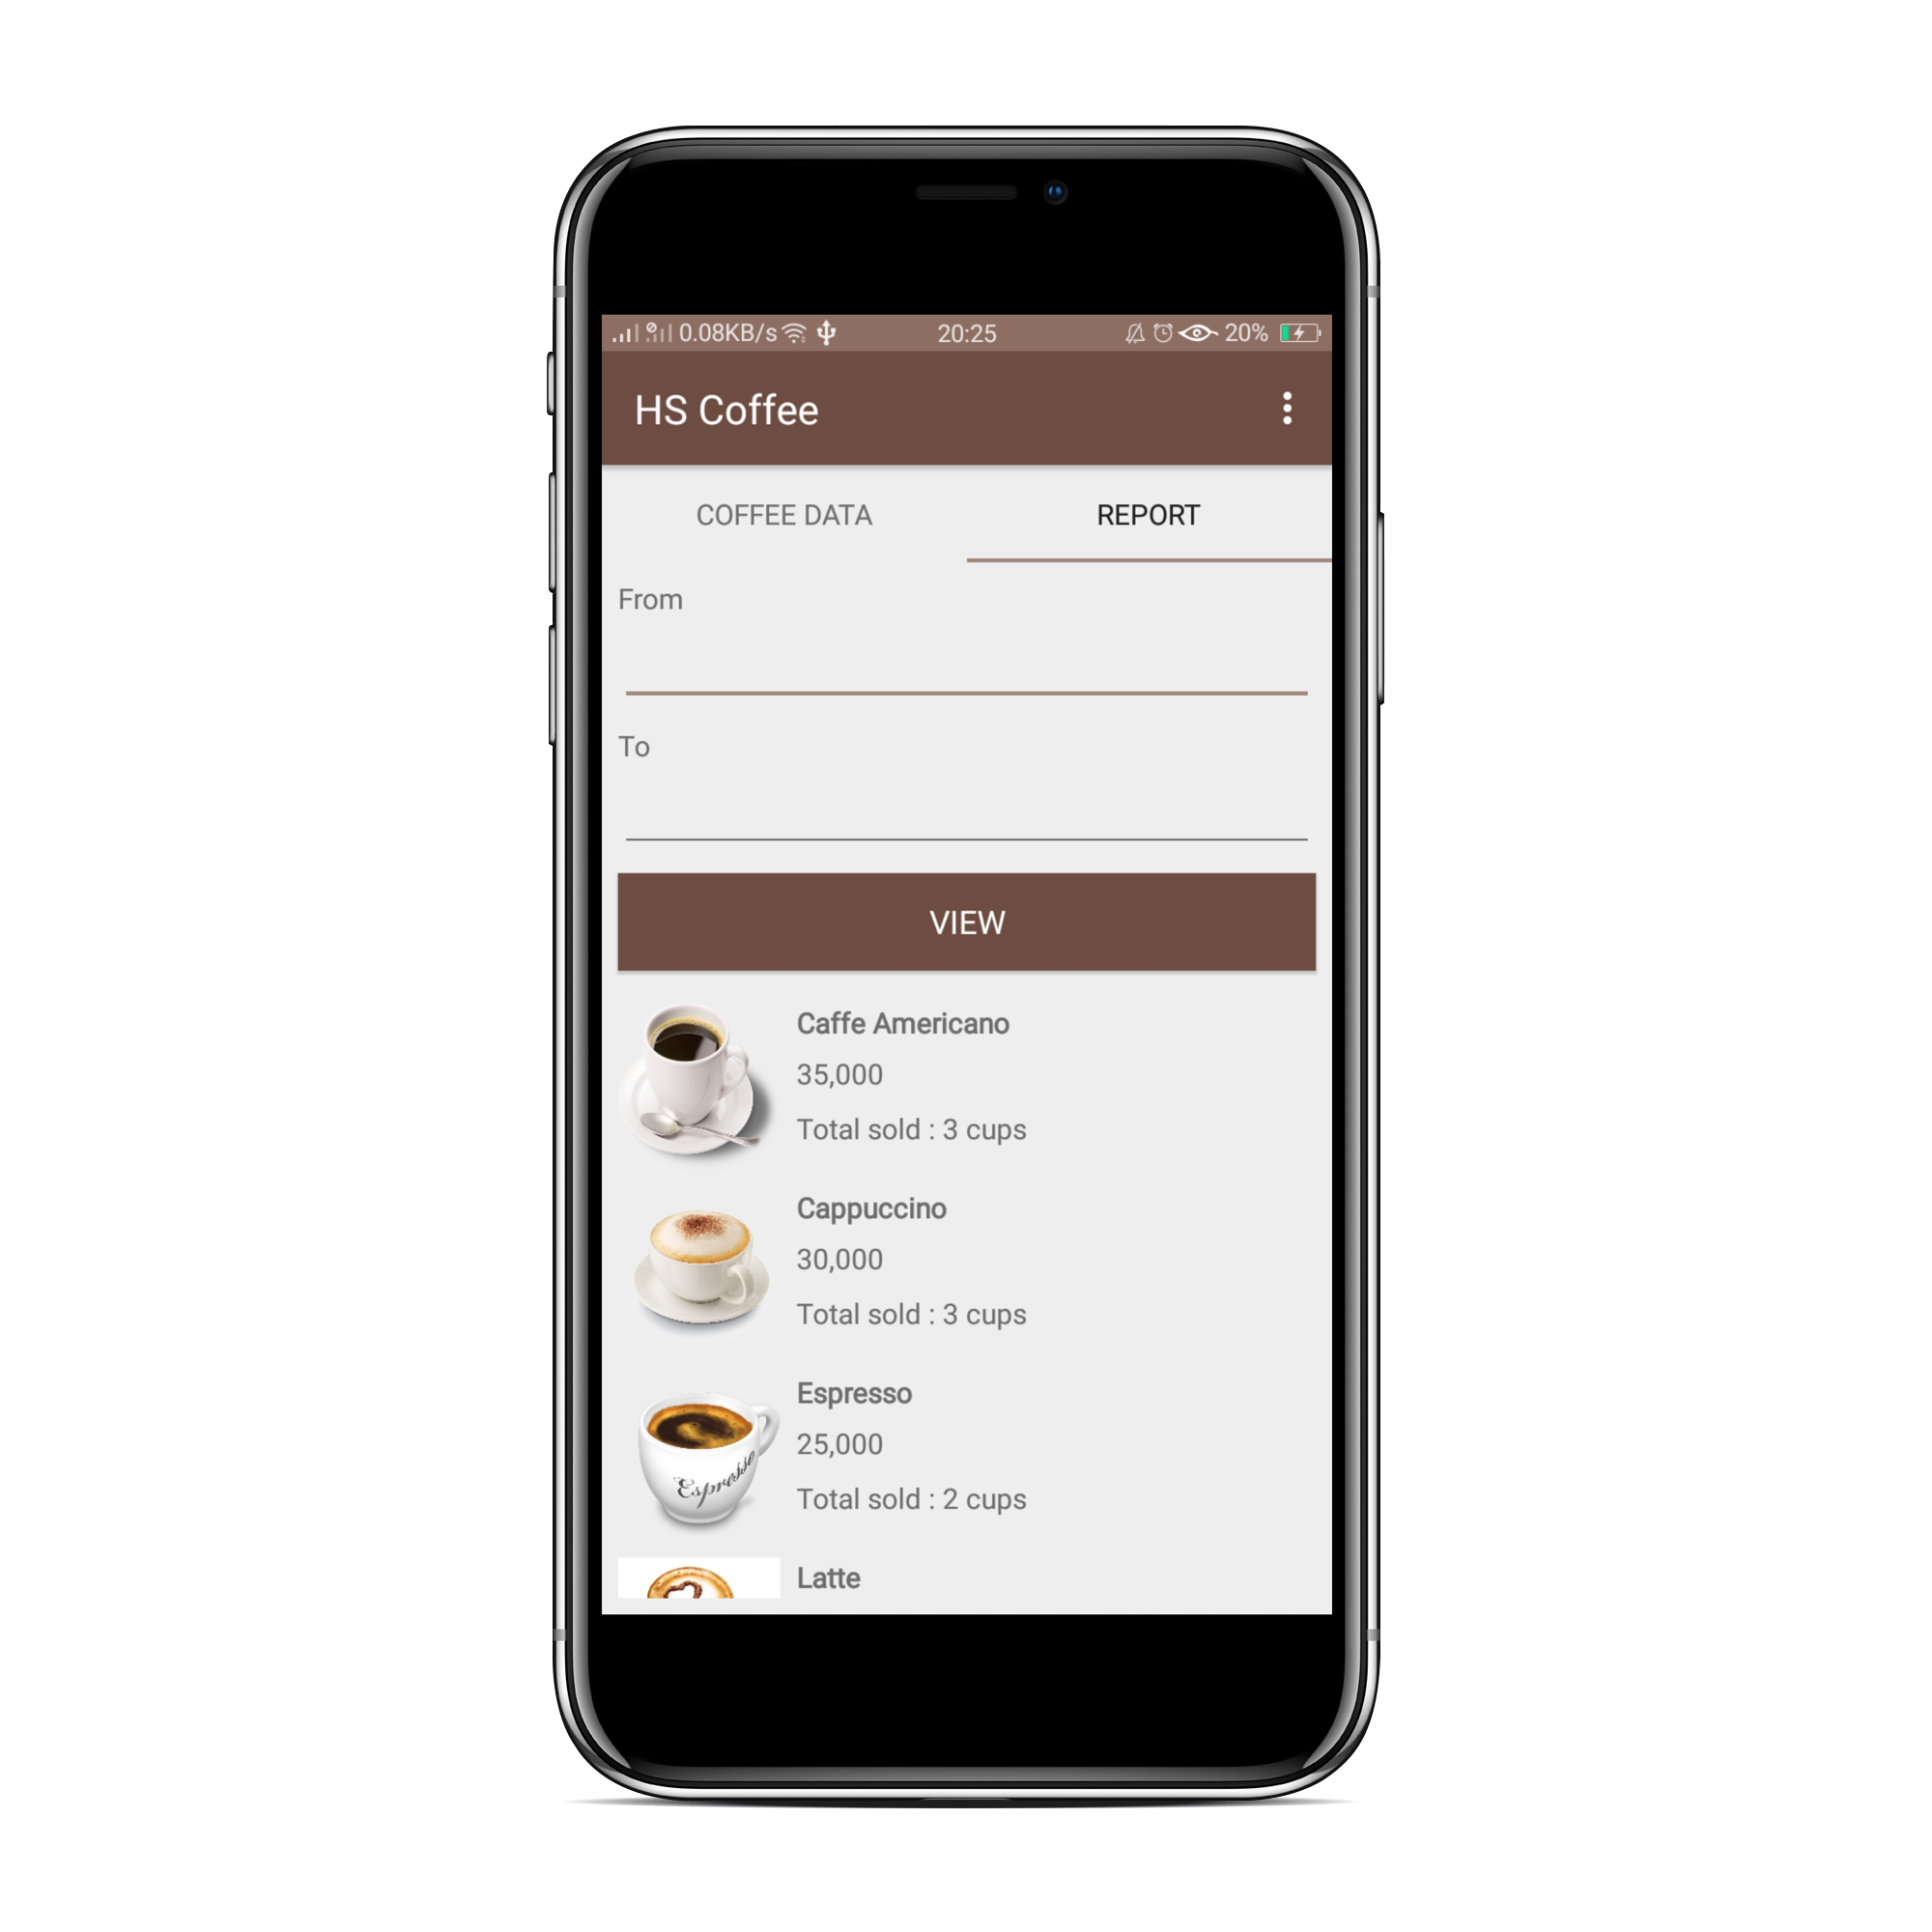 0.08KB/s 20:25 20%
HS Coffee
COFFEE DATA REPORT
From
To
VIEW
Caffe Americano
35,000
Total sold : 3 cups
Cappuccino
30,000
Total sold : 3 cups
Espresso
25,000
Espresso
Total sold : 2 cups
Latte